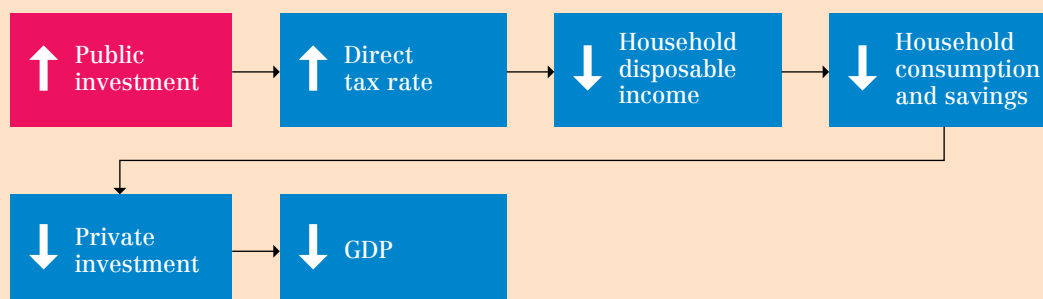 Public
investment
Direct
tax rate
Household
disposable
income
Household
consumption
and savings
Private
investment
GDP